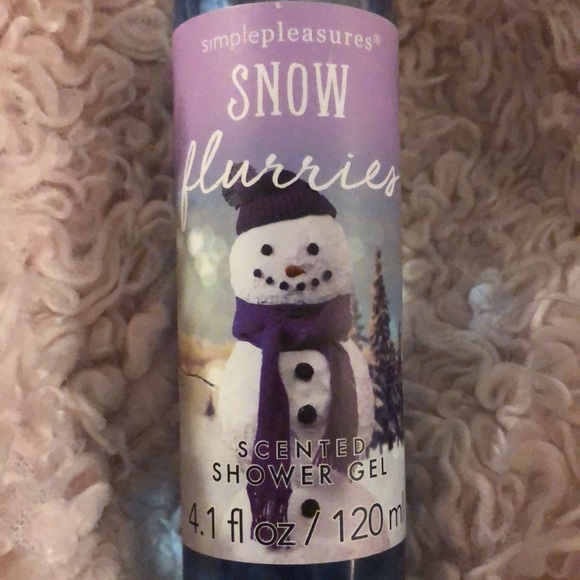 simplepleasures®
SNOW
flurries
SCENTED
SHOWER GEL
4.1 fl oz / 120 ml